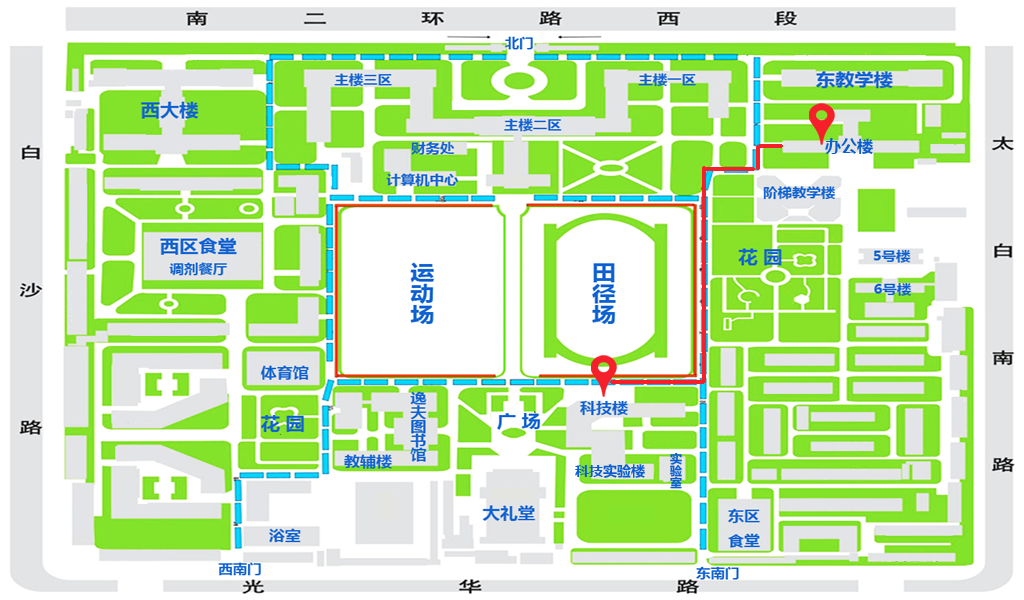 南二环路西段
北门
主楼三区
主楼一区
东教学楼
西大楼
主楼二区
办公楼
财务处
白沙路
太白南路
计算机中心
阶梯教学楼
西区食堂
调剂餐厅
运动场
田径场
花园
5号楼
6号楼
体育馆
科技楼
花园
逸夫图书馆
广场
教辅楼
科技实验楼
实验室
大礼堂
东区
食堂
浴室
西南门
东南门
光华路